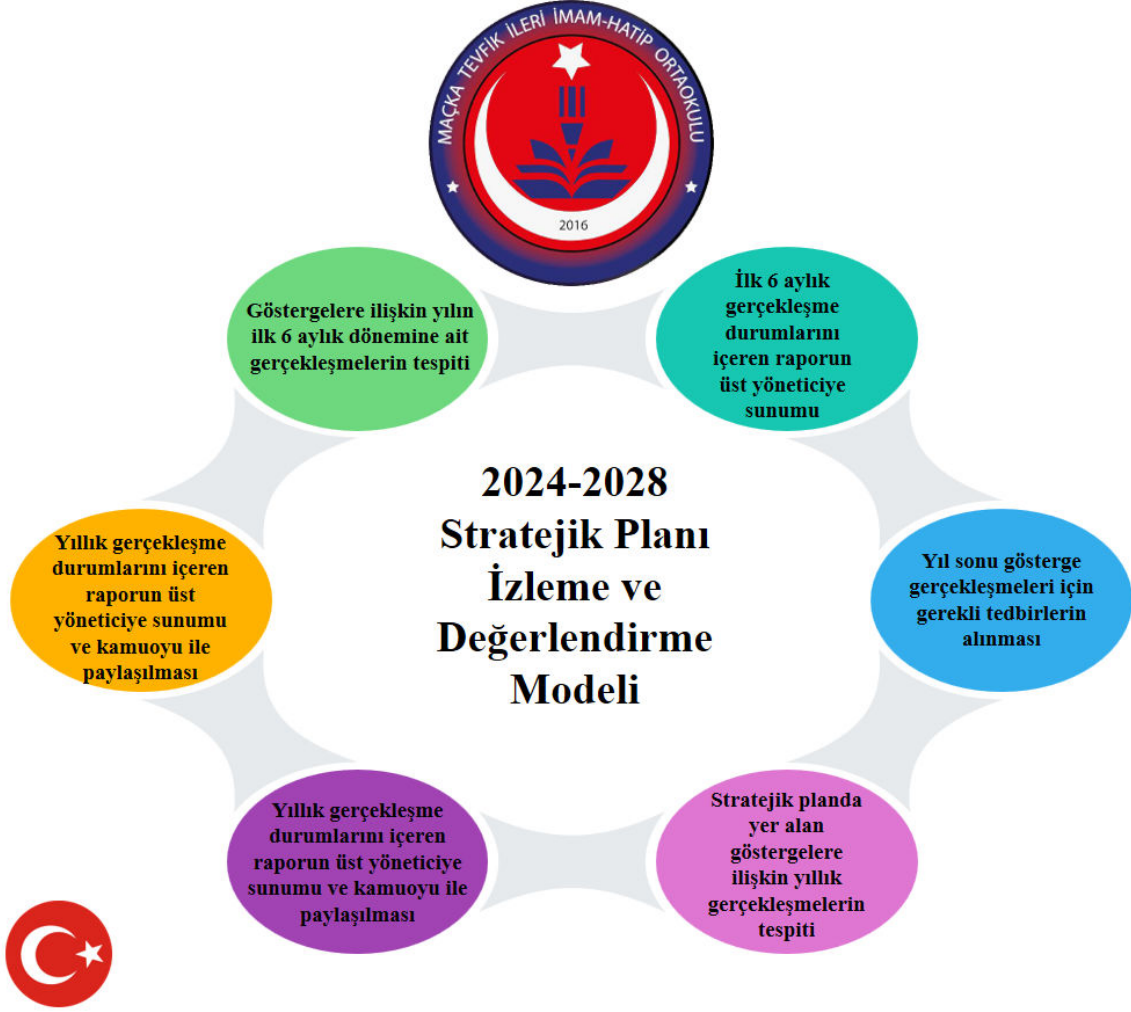 MAÇKA TEVFİK İLERİ İMAM-HATİP ORTAOKULU
2016
Göstergelere ilişkin yılın
ilk 6 aylık dönemine ait
gerçekleşmelerin tespiti
İlk 6 aylık
gerçekleşme
durumlarını
içeren raporun
üst yöneticiye
sunumu
2024-2028
Stratejik Planı
İzleme ve
Değerlendirme
Modeli
Yıllık gerçekleşme
durumlarını içeren
raporun üst
yöneticiye sunumu
ve kamuoyu ile
paylaşılması
Yıl sonu gösterge
gerçekleşmeleri için
gerekli tedbirlerin
alınması
Yıllık gerçekleşme
durumlarını içeren
raporun üst yöneticiye
sunumu ve kamuoyu ile
paylaşılması
Stratejik planda
yer alan
göstergelere
ilişkin yıllık
gerçekleşmelerin
tespiti